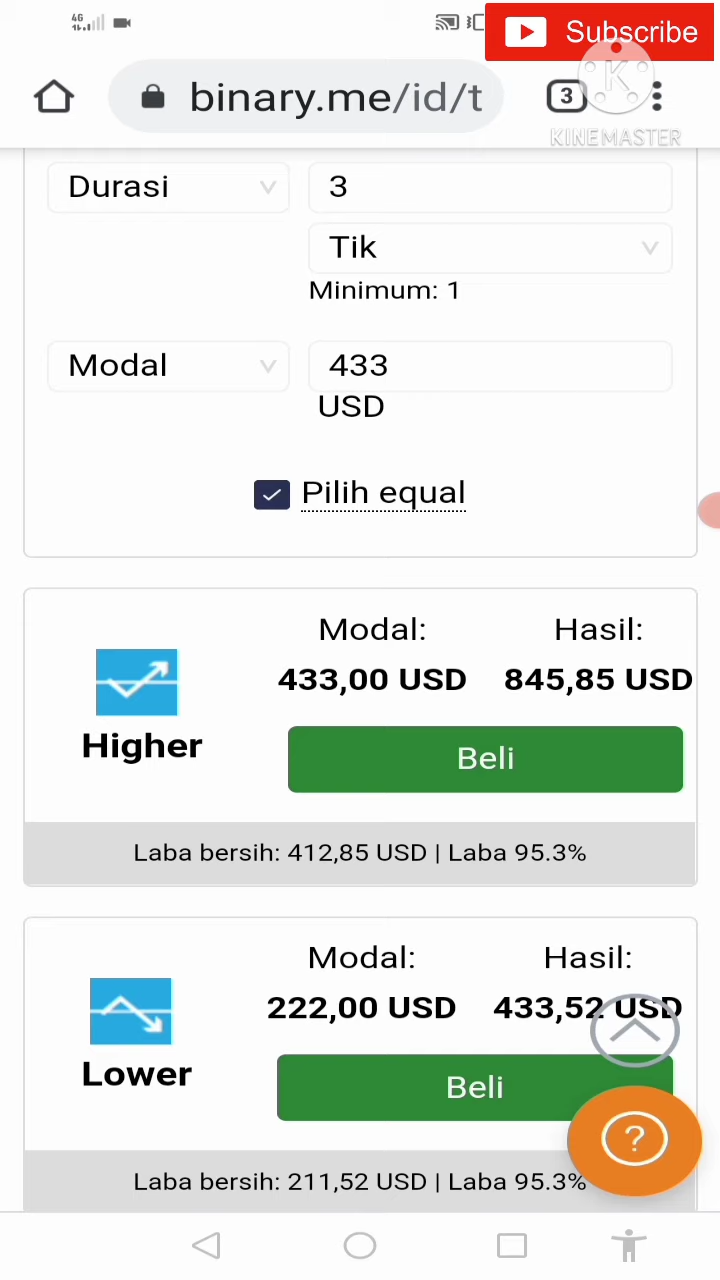 4G
Subscribe
binary.me/id/t
3
K
KINEMASTER
Durasi
3
Tik
Minimum: 1
Modal
433
USD
Pilih equal
Modal:
Hasil:
433,00 USD
845,85 USD
Higher
Beli
Laba bersih: 412,85 USD | Laba 95.3%
Modal:
Hasil:
222,00 USD
433,52 USD
Lower
Beli
?
Laba bersih: 211,52 USD | Laba 95.3%